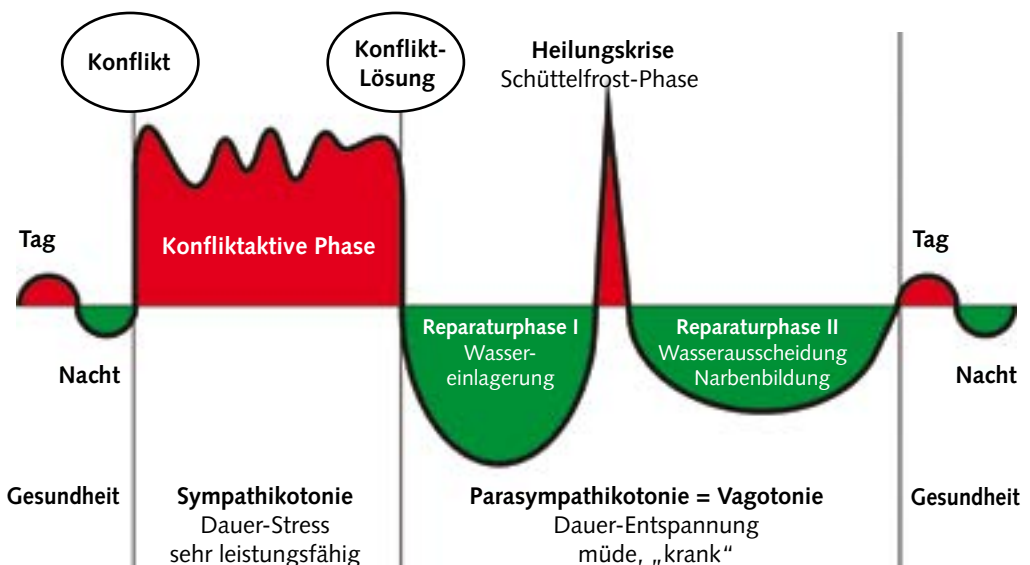 Konflikt
Konflikt-
Lösung
Heilungskrise
Schüttelfrost-Phase
Tag
Konfliktaktive Phase
Tag
Reparaturphase I
Wasser-
einlagerung
Reparaturphase II
Wasserausscheidung
Narbenbildung
Nacht
Nacht
Gesundheit
Sympathikotonie
Dauer-Stress
sehr leistungsfähig
Parasympathikotonie = Vagotonie
Dauer-Entspannung
müde, „krank“
Gesundheit